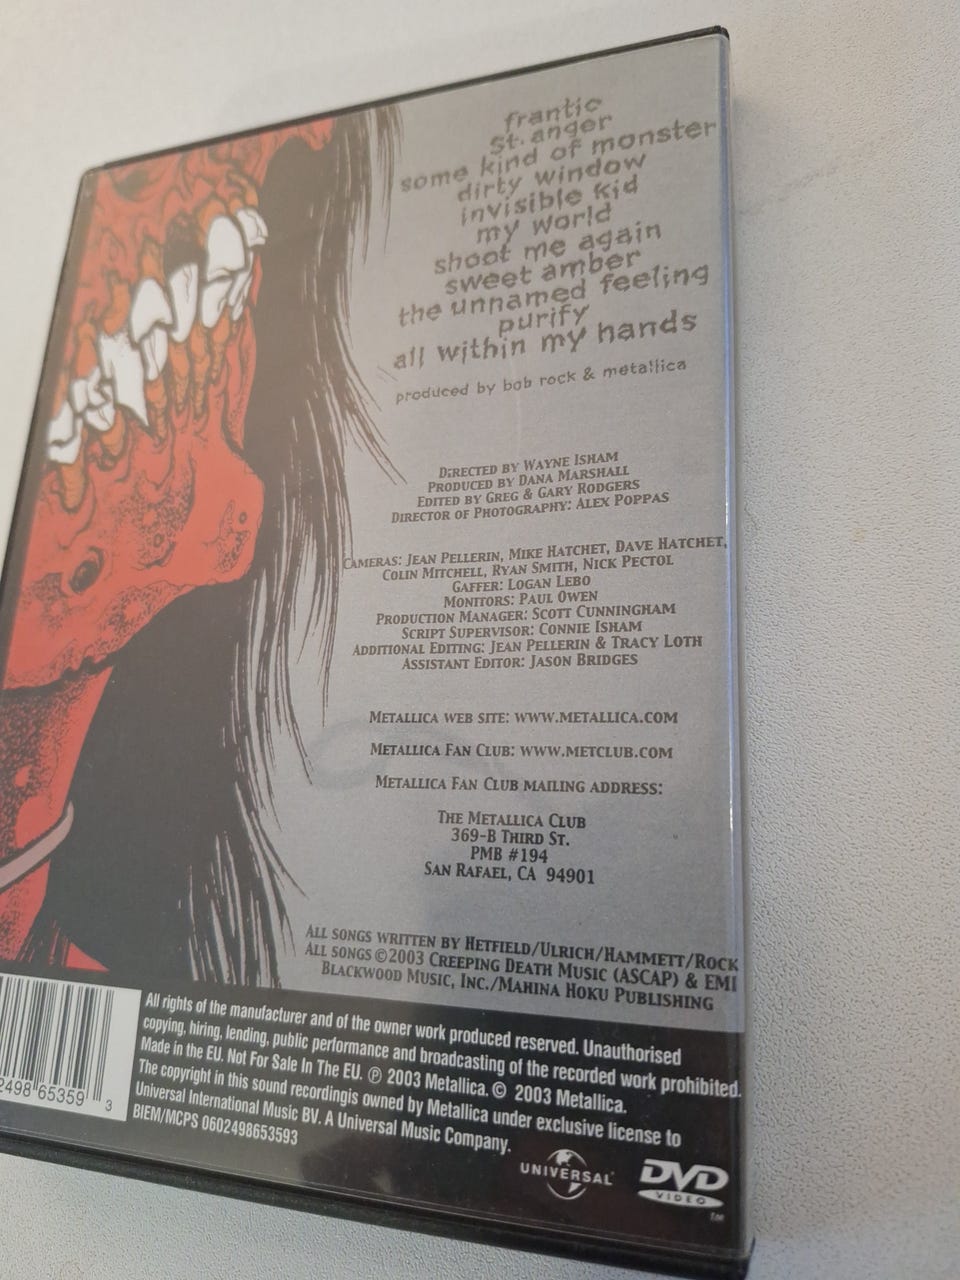 frantic
st. anger
some kind of monster
dirty window
invisible kid
my world
shoot me again
sweet amber
the unnamed feeling
purify
all within my hands
produced by bob rock & metallica
Directed by Wayne Isham
Produced by Dana Marshall
Edited by Greg & Gary Rodgers
Director of Photography: Alex Poppas
Cameras: Jean Pellerin, Mike Hatchet, Dave Hatchet,
Colin Mitchell, Ryan Smith, Nick Pectol
Gaffer: Logan Lebo
Monitors: Paul Owen
Production Manager: Scott Cunningham
Script Supervisor: Connie Isham
Additional Editing: Jean Pellerin & Tracy Loth
Assistant Editor: Jason Bridges
Metallica web site: www.metallica.com
Metallica Fan Club: www.metclub.com
Metallica Fan Club mailing address:
The Metallica Club
369-B Third St.
PMB #194
San Rafael, CA 94901
All songs written by Hetfield/Ulrich/Hammett/Rock
All songs ©2003 Creeping Death Music (ASCAP) & EMI
Blackwood Music, Inc./Mahina Hoku Publishing
All rights of the manufacturer and of the owner work produced reserved. Unauthorised
copying, hiring, lending, public performance and broadcasting of the recorded work prohibited.
Made in the EU. Not For Sale In The EU. ℗ 2003 Metallica. © 2003 Metallica.
The copyright in this sound recordingis owned by Metallica under exclusive license to
Universal International Music BV. A Universal Music Company.
BIEM/MCPS 0602498653593
2498 65359 3
UNIVERSAL
DVD
VIDEO
TM